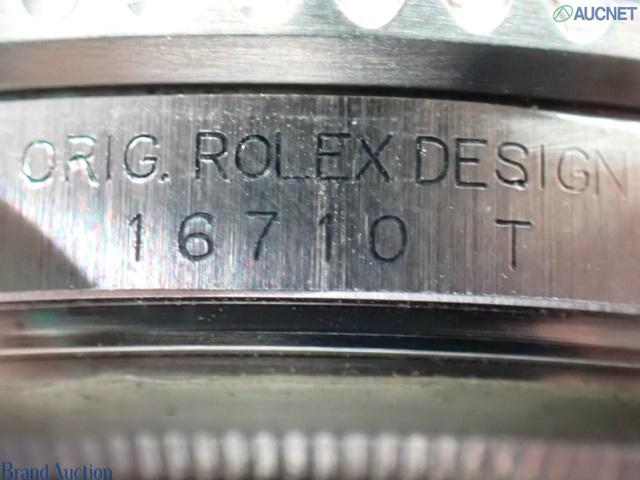 AUCNET
ORIG. ROLEX DESIGN
16710 T
Brand Auction